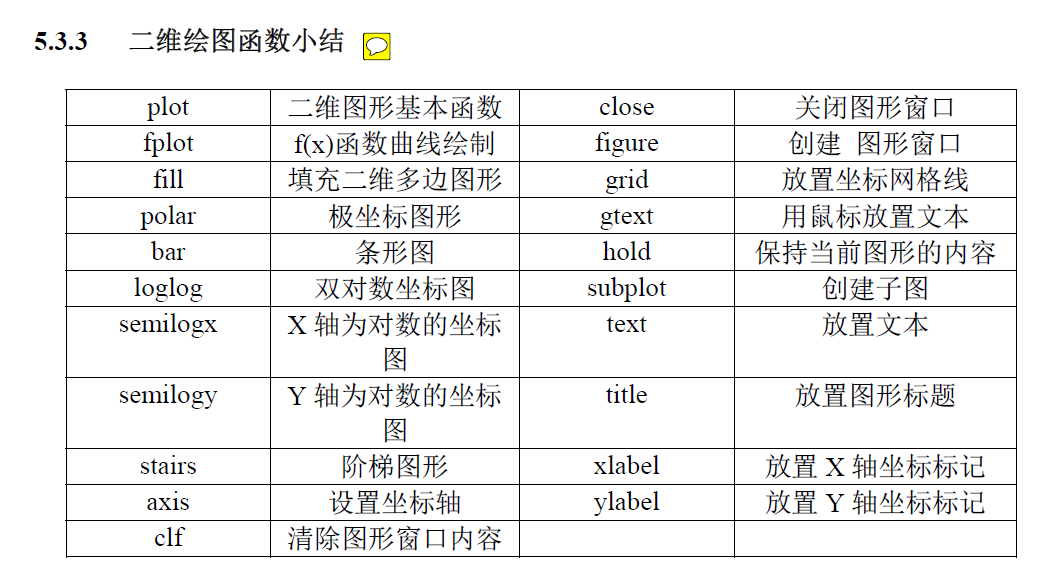 5.3.3 二维绘图函数小结
plot 二维图形基本函数 close 关闭图形窗口
fplot f(x)函数曲线绘制 figure 创建 图形窗口
fill 填充二维多边图形 grid 放置坐标网格线
polar 极坐标图形 gtext 用鼠标放置文本
bar 条形图 hold 保持当前图形的内容
loglog 双对数坐标图 subplot 创建子图
semilogx X 轴为对数的坐标 text 放置文本
图
semilogy Y 轴为对数的坐标 title 放置图形标题
图
stairs 阶梯图形 xlabel 放置 X 轴坐标标记
axis 设置坐标轴 ylabel 放置 Y 轴坐标标记
clf 清除图形窗口内容